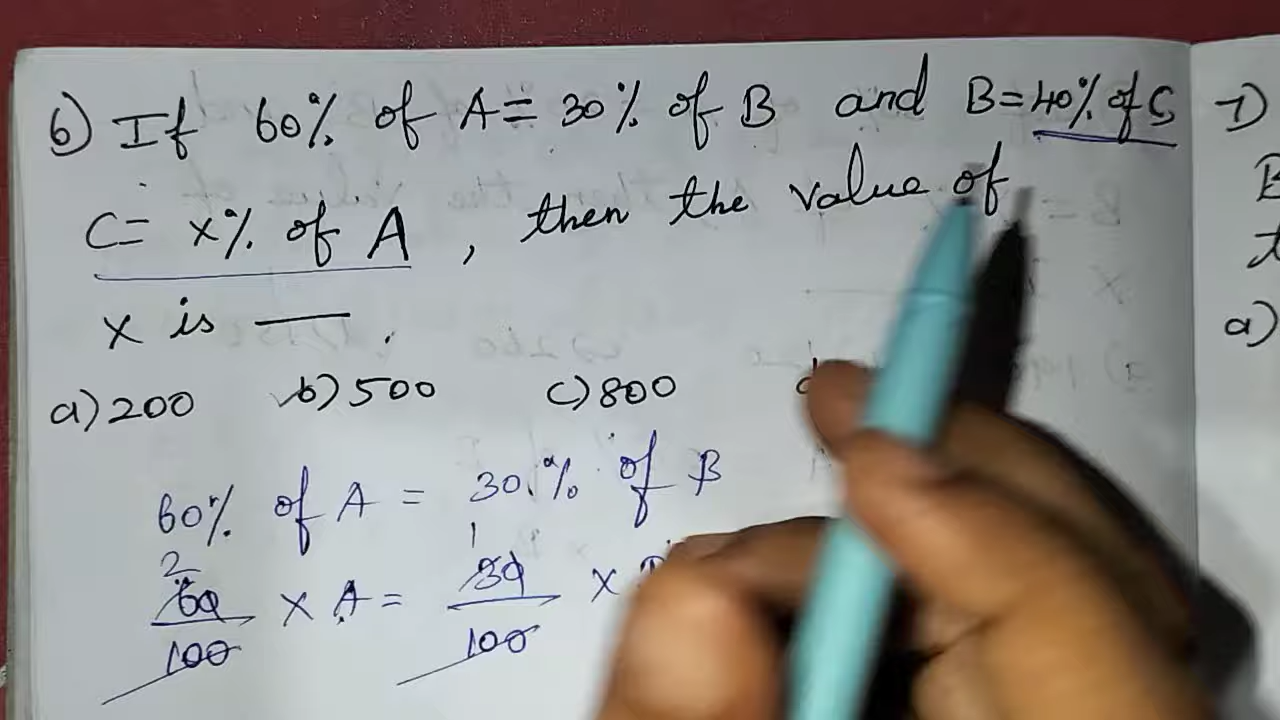 6) If 60% of A = 30% of B and B = 40% of C
C = x% of A, then the value of
x is ___.
a) 200 b) 500 c) 800
60% of A = 30% of B
2 1
60/100 × A = 30/100 ×
7)
a)